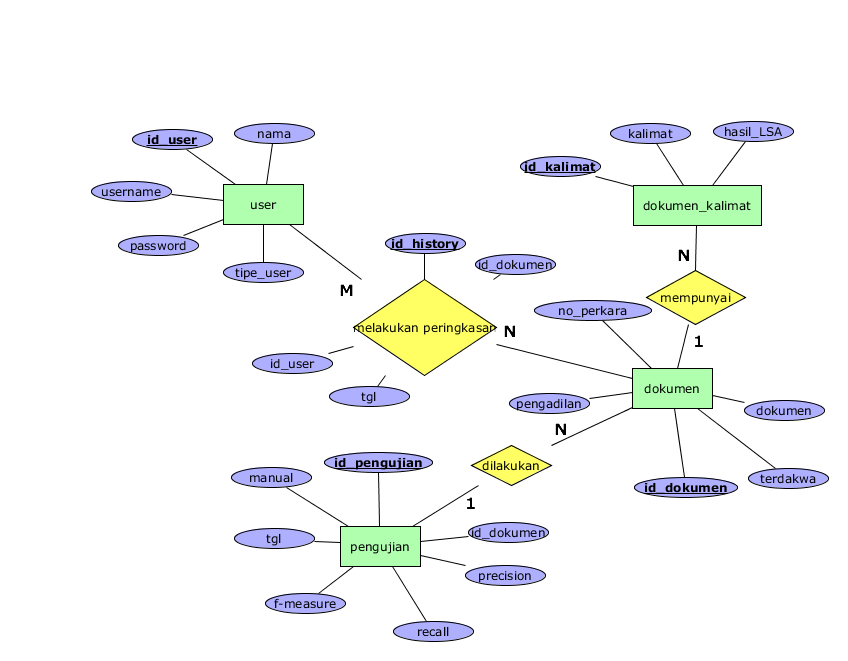 id_user
nama
username
user
password
tipe_user
kalimat
hasil_LSA
id_kalimat
dokumen_kalimat
N
mempunyai
1
id_history
id_dokumen
M
melakukan peringkasan
N
id_user
tgl
no_perkara
dokumen
pengadilan
dokumen
N
terdakwa
id_dokumen
dilakukan
1
id_pengujian
manual
tgl
pengujian
id_dokumen
precision
f-measure
recall